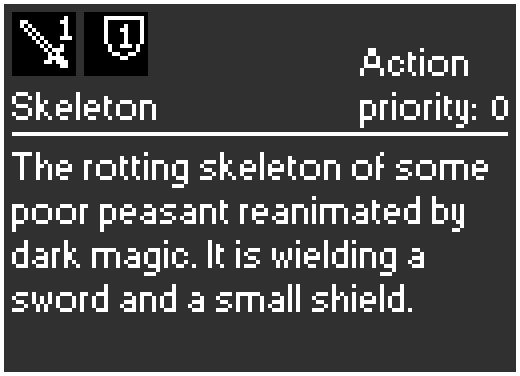 1 1
Action
Skeleton priority: 0
The rotting skeleton of some
poor peasant reanimated by
dark magic. It is wielding a
sword and a small shield.